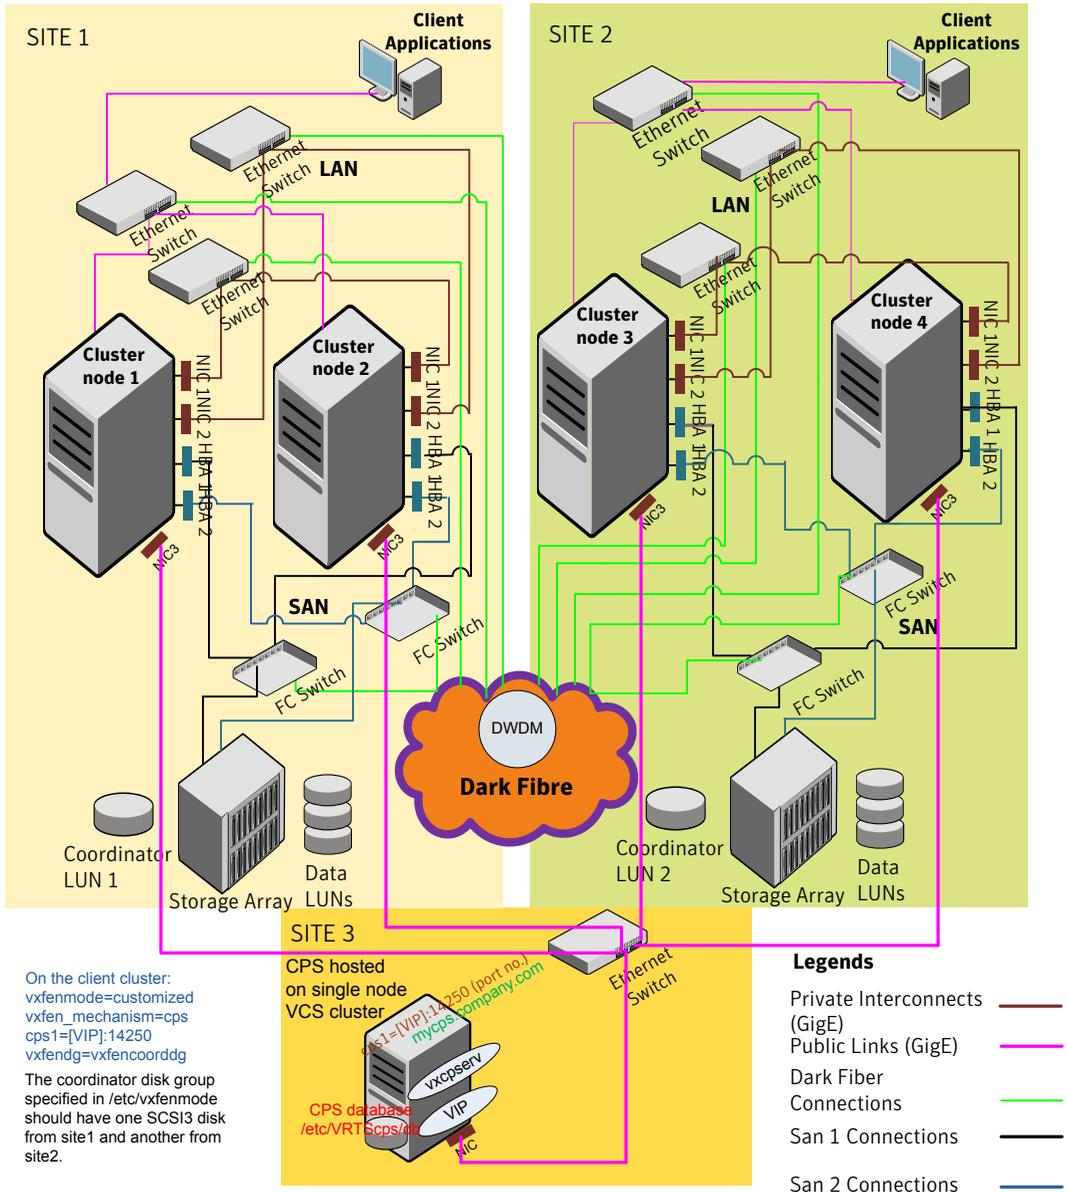 SITE 1
Client
Applications
Ethernet
Switch
LAN
Ethernet
Switch
Ethernet
Switch
Cluster
node 1
NIC 1
NIC 2
HBA 1
HBA 2
NIC3
Cluster
node 2
NIC 1
NIC 2
HBA 1
HBA 2
NIC3
SAN
FC Switch
FC Switch
Coordinator
LUN 1
Storage Array
Data
LUNs
SITE 2
Client
Applications
Ethernet
Switch
Ethernet
Switch
LAN
Ethernet
Switch
Cluster
node 3
NIC 1
NIC 2
HBA 1
HBA 2
NIC3
Cluster
node 4
NIC 1
NIC 2
HBA 1
HBA 2
NIC3
FC Switch
SAN
FC Switch
Coordinator
LUN 2
Storage Array
Data
LUNs
DWDM
Dark Fibre
SITE 3
CPS hosted
on single node
VCS cluster
Ethernet
Switch
cps1=[VIP]:14250 (port no.)
mycps.company.com
vxcpserv
VIP
CPS database
/etc/VRTScps/db
NIC
On the client cluster:
vxfenmode=customized
vxfen_mechanism=cps
cps1=[VIP]:14250
vxfendg=vxfencoorddg
The coordinator disk group
specified in /etc/vxfenmode
should have one SCSI3 disk
from site1 and another from
site2.
Legends
Private Interconnects
(GigE)
Public Links (GigE)
Dark Fiber
Connections
San 1 Connections
San 2 Connections